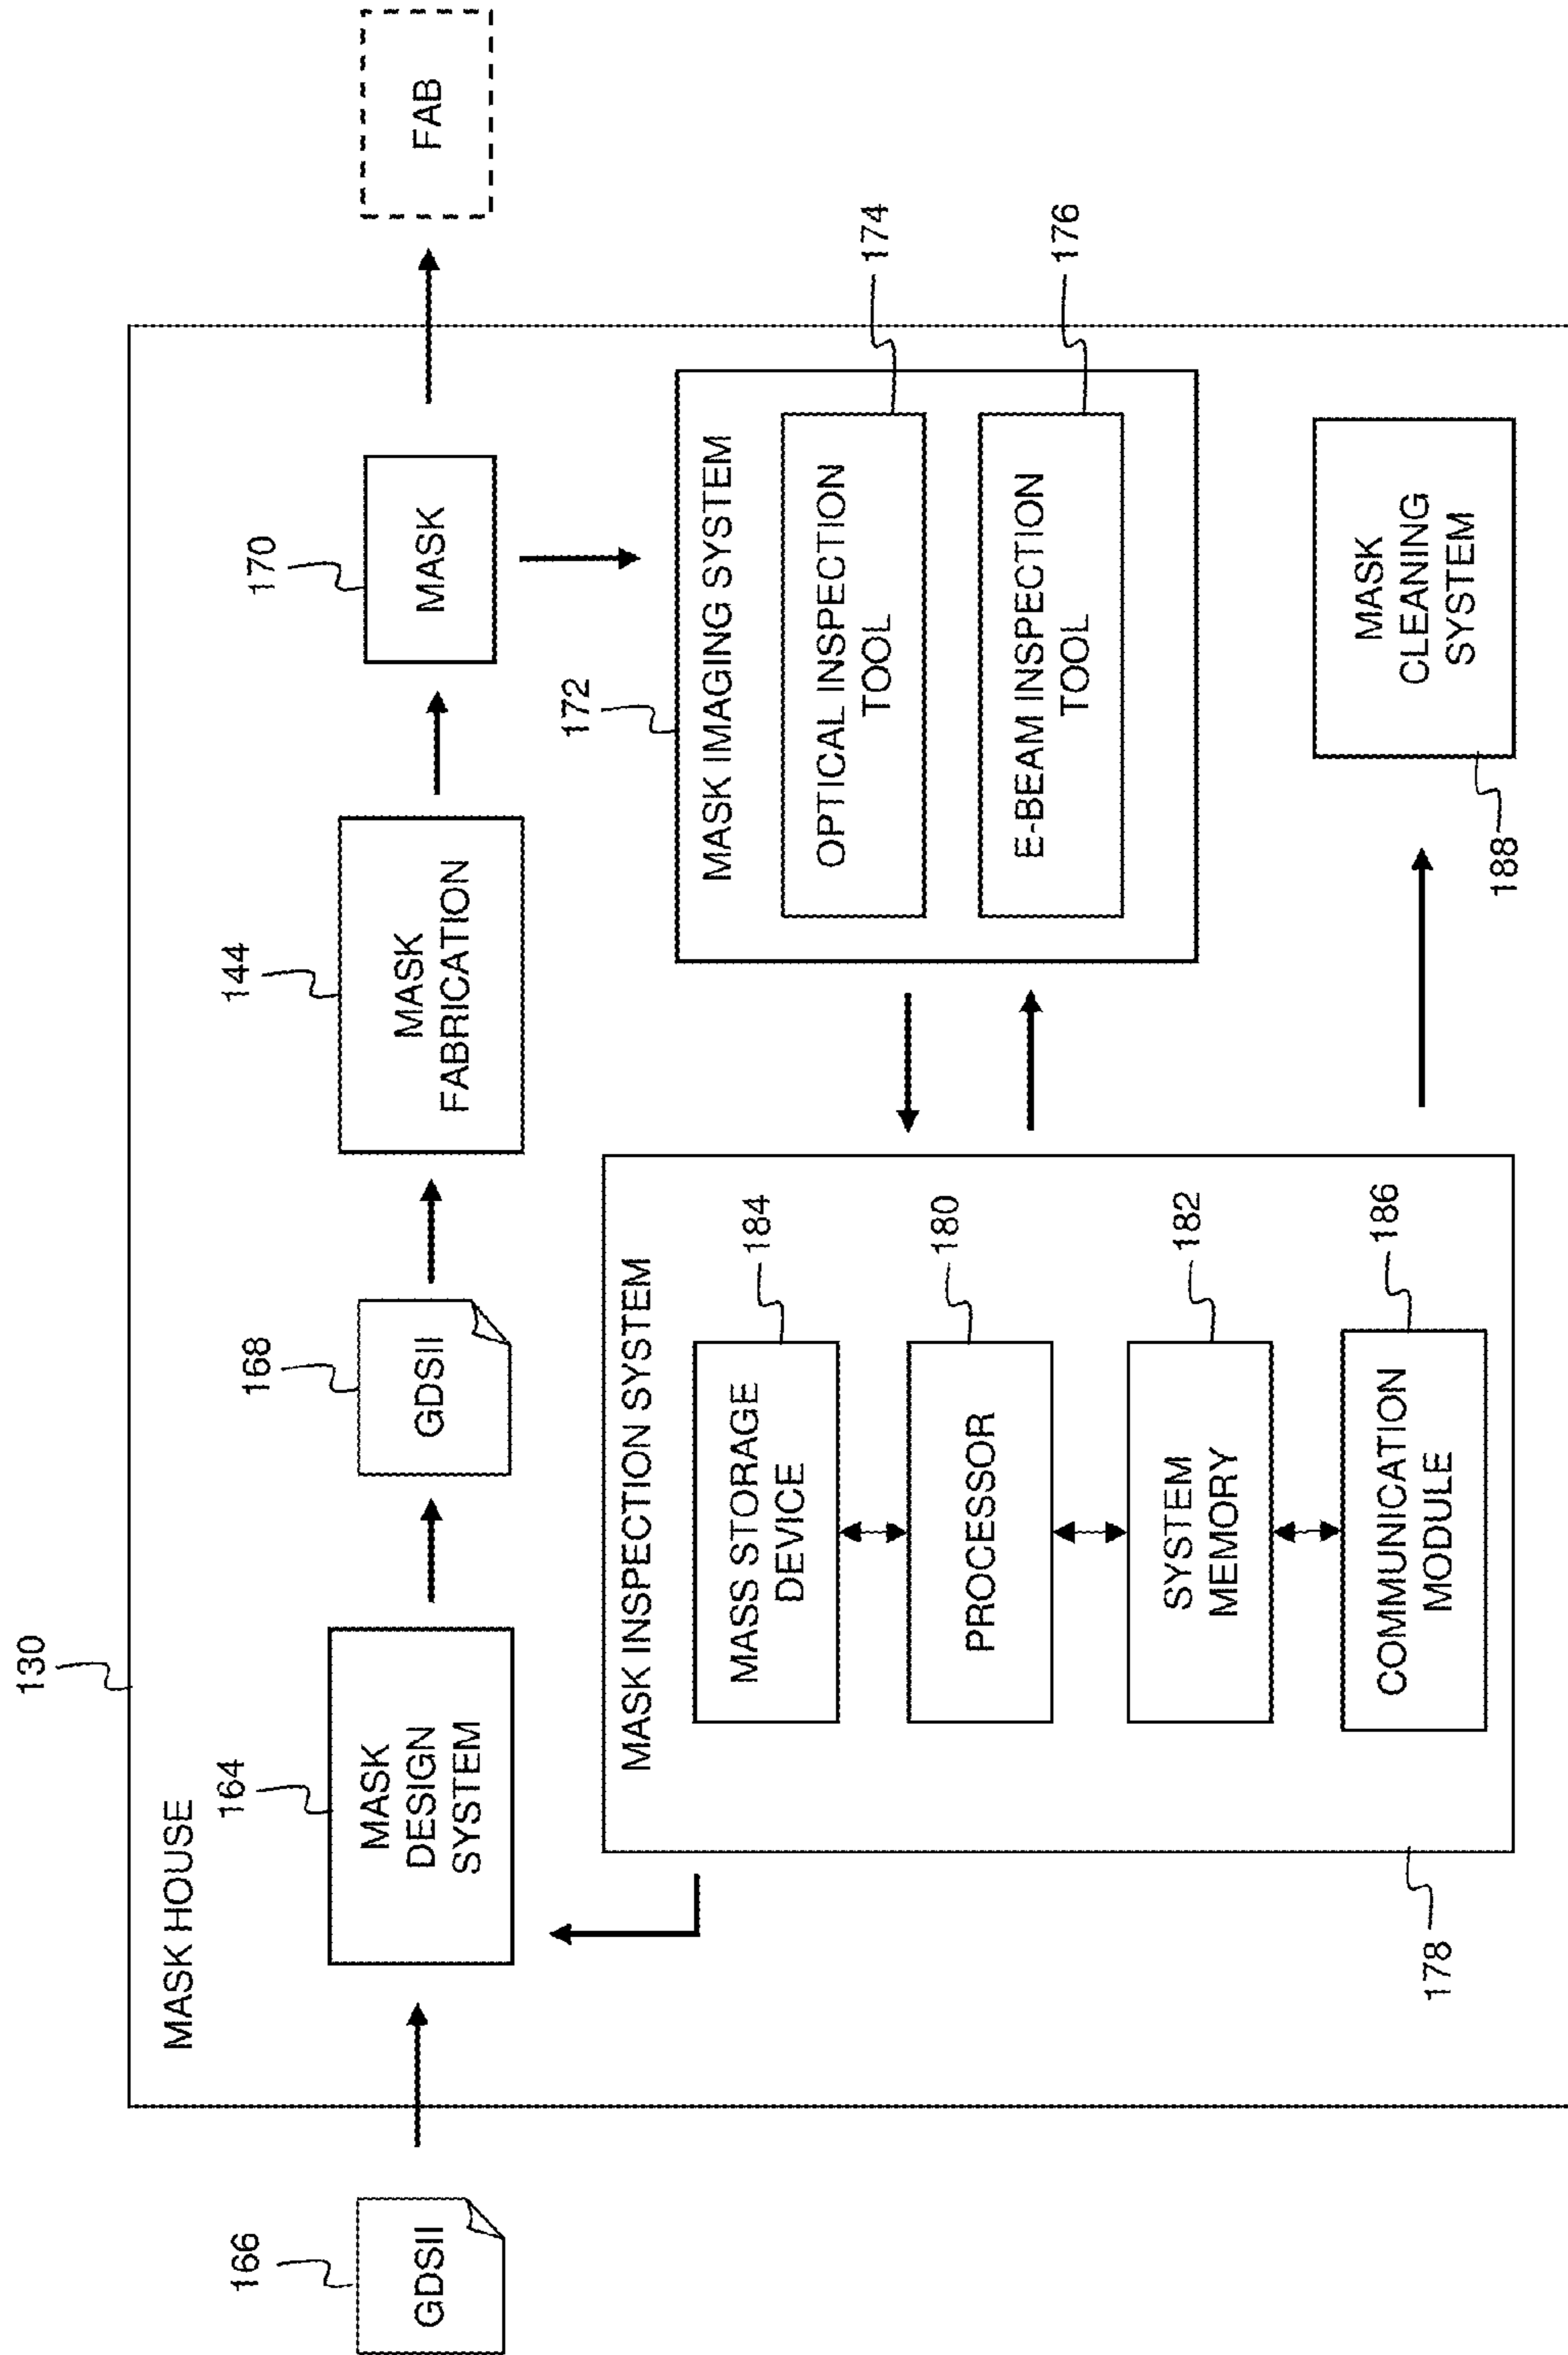 130
MASK HOUSE
166
GDSII
164
MASK
DESIGN
SYSTEM
168
GDSII
144
MASK
FABRICATION
170
MASK
FAB
MASK INSPECTION SYSTEM
184
MASS STORAGE
DEVICE
180
PROCESSOR
182
SYSTEM
MEMORY
186
COMMUNICATION
MODULE
178
172
MASK IMAGING SYSTEM
OPTICAL INSPECTION
TOOL
174
E-BEAM INSPECTION
TOOL
176
MASK
CLEANING
SYSTEM
188